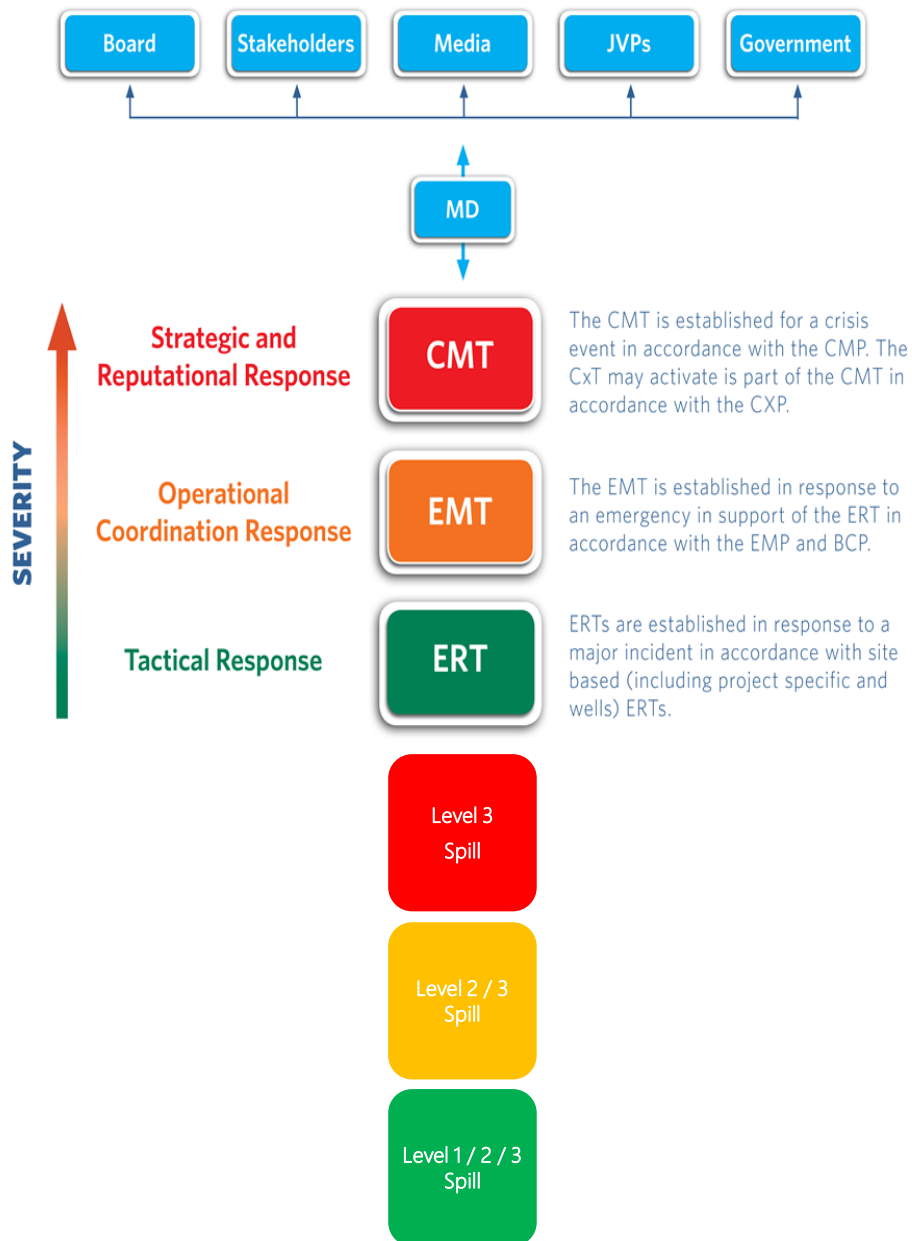 Board
Stakeholders
Media
JVPs
Government
MD
SEVERITY
Strategic and
Reputational Response
CMT
The CMT is established for a crisis
event in accordance with the CMP. The
CxT may activate is part of the CMT in
accordance with the CXP.
Operational
Coordination Response
EMT
The EMT is established in response to
an emergency in support of the ERT in
accordance with the EMP and BCP.
Tactical Response
ERT
ERTs are established in response to a
major incident in accordance with site
based (including project specific and
wells) ERTs.
Level 3
Spill
Level 2 / 3
Spill
Level 1 / 2 / 3
Spill